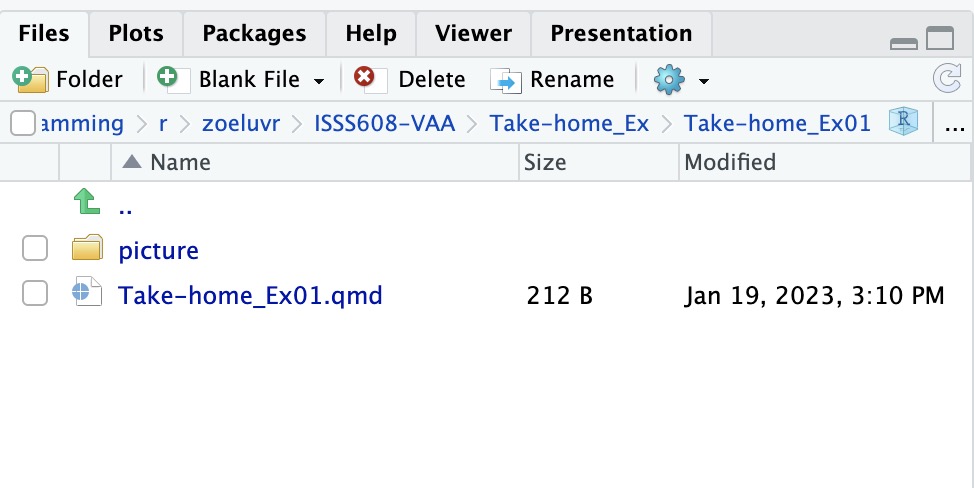 Files Plots Packages Help Viewer Presentation
Folder Blank File Delete Rename
amming r zoeluvr ISSS608-VAA Take-home_Ex Take-home_Ex01 R ...
Name Size Modified
..
picture
Take-home_Ex01.qmd 212 B Jan 19, 2023, 3:10 PM